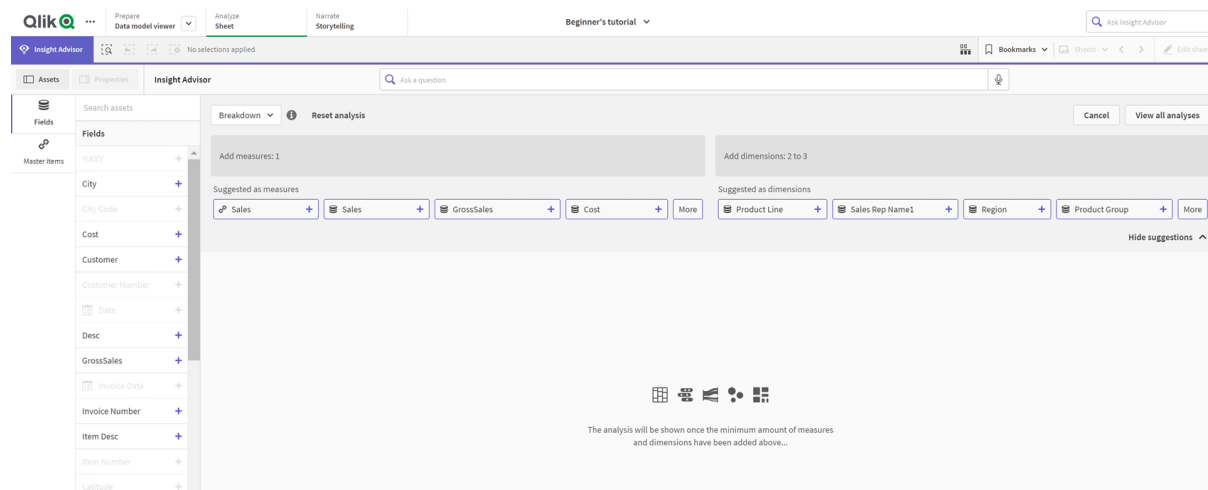 Qlik
Prepare
Data model viewer
Analyze
Sheet
Narrate
Storytelling
Beginner's tutorial
Ask Insight Advisor
Insight Advisor
No selections applied
Bookmarks
Sheets
Edit sheet
Assets
Properties
Insight Advisor
Ask a question
Fields
Master items
Search assets
Fields
%KEY
City
City Code
Cost
Customer
Customer Number
Date
Desc
GrossSales
Invoice Date
Invoice Number
Item Desc
Item Number
Latitude
Breakdown
Reset analysis
Cancel
View all analyses
Add measures: 1
Add dimensions: 2 to 3
Suggested as measures
Sales
Sales
GrossSales
Cost
More
Suggested as dimensions
Product Line
Sales Rep Name1
Region
Product Group
More
Hide suggestions
The analysis will be shown once the minimum amount of measures
and dimensions have been added above...